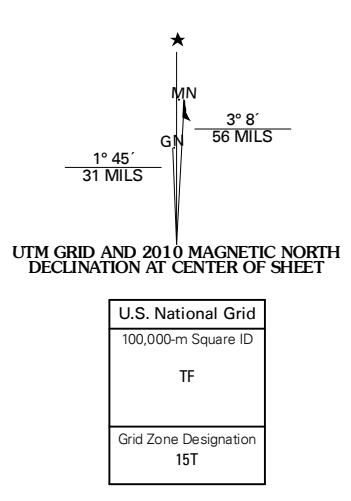 ★
MN
3° 8´
56 MILS
GN
1° 45´
31 MILS
UTM GRID AND 2010 MAGNETIC NORTH
DECLINATION AT CENTER OF SHEET
U.S. National Grid
100,000-m Square ID
TF
Grid Zone Designation
15T